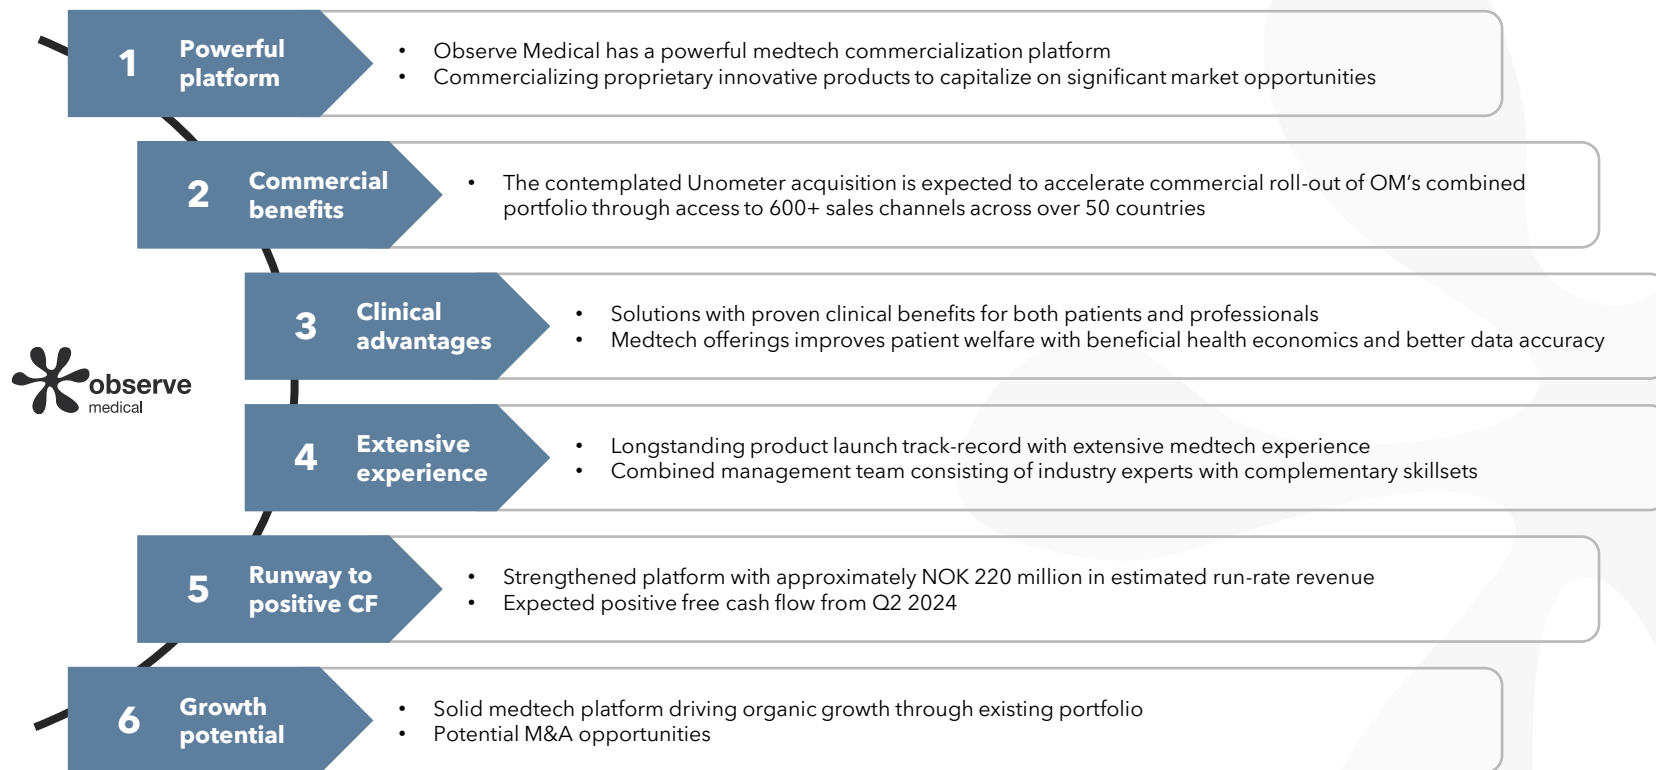 1
Powerful
platform
• Observe Medical has a powerful medtech commercialization platform
• Commercializing proprietary innovative products to capitalize on significant market opportunities
2
Commercial
benefits
• The contemplated Unometer acquisition is expected to accelerate commercial roll-out of OM's combined
portfolio through access to 600+ sales channels across over 50 countries
3
Clinical
advantages
• Solutions with proven clinical benefits for both patients and professionals
• Medtech offerings improves patient welfare with beneficial health economics and better data accuracy
observe
medical
4
Extensive
experience
• Longstanding product launch track-record with extensive medtech experience
• Combined management team consisting of industry experts with complementary skillsets
5
Runway to
positive CF
• Strengthened platform with approximately NOK 220 million in estimated run-rate revenue
• Expected positive free cash flow from Q2 2024
6
Growth
potential
• Solid medtech platform driving organic growth through existing portfolio
• Potential M&A opportunities